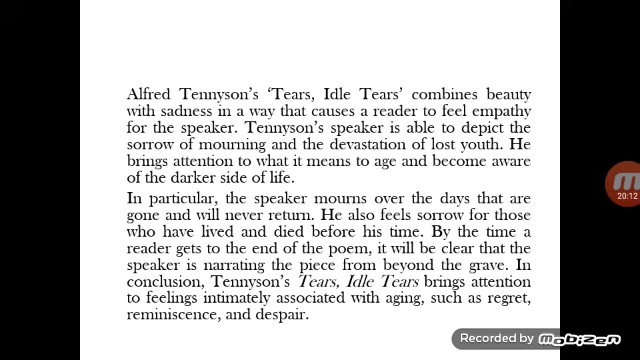 Alfred Tennyson's 'Tears, Idle Tears' combines beauty
with sadness in a way that causes a reader to feel empathy
for the speaker. Tennyson's speaker is able to depict the
sorrow of mourning and the devastation of lost youth. He
brings attention to what it means to age and become aware
of the darker side of life.
In particular, the speaker mourns over the days that are
gone and will never return. He also feels sorrow for those
who have lived and died before his time. By the time a
reader gets to the end of the poem, it will be clear that the
speaker is narrating the piece from beyond the grave. In
conclusion, Tennyson's Tears, Idle Tears brings attention
to feelings intimately associated with aging, such as regret,
reminiscence, and despair.
20:12
Recorded by mobizen